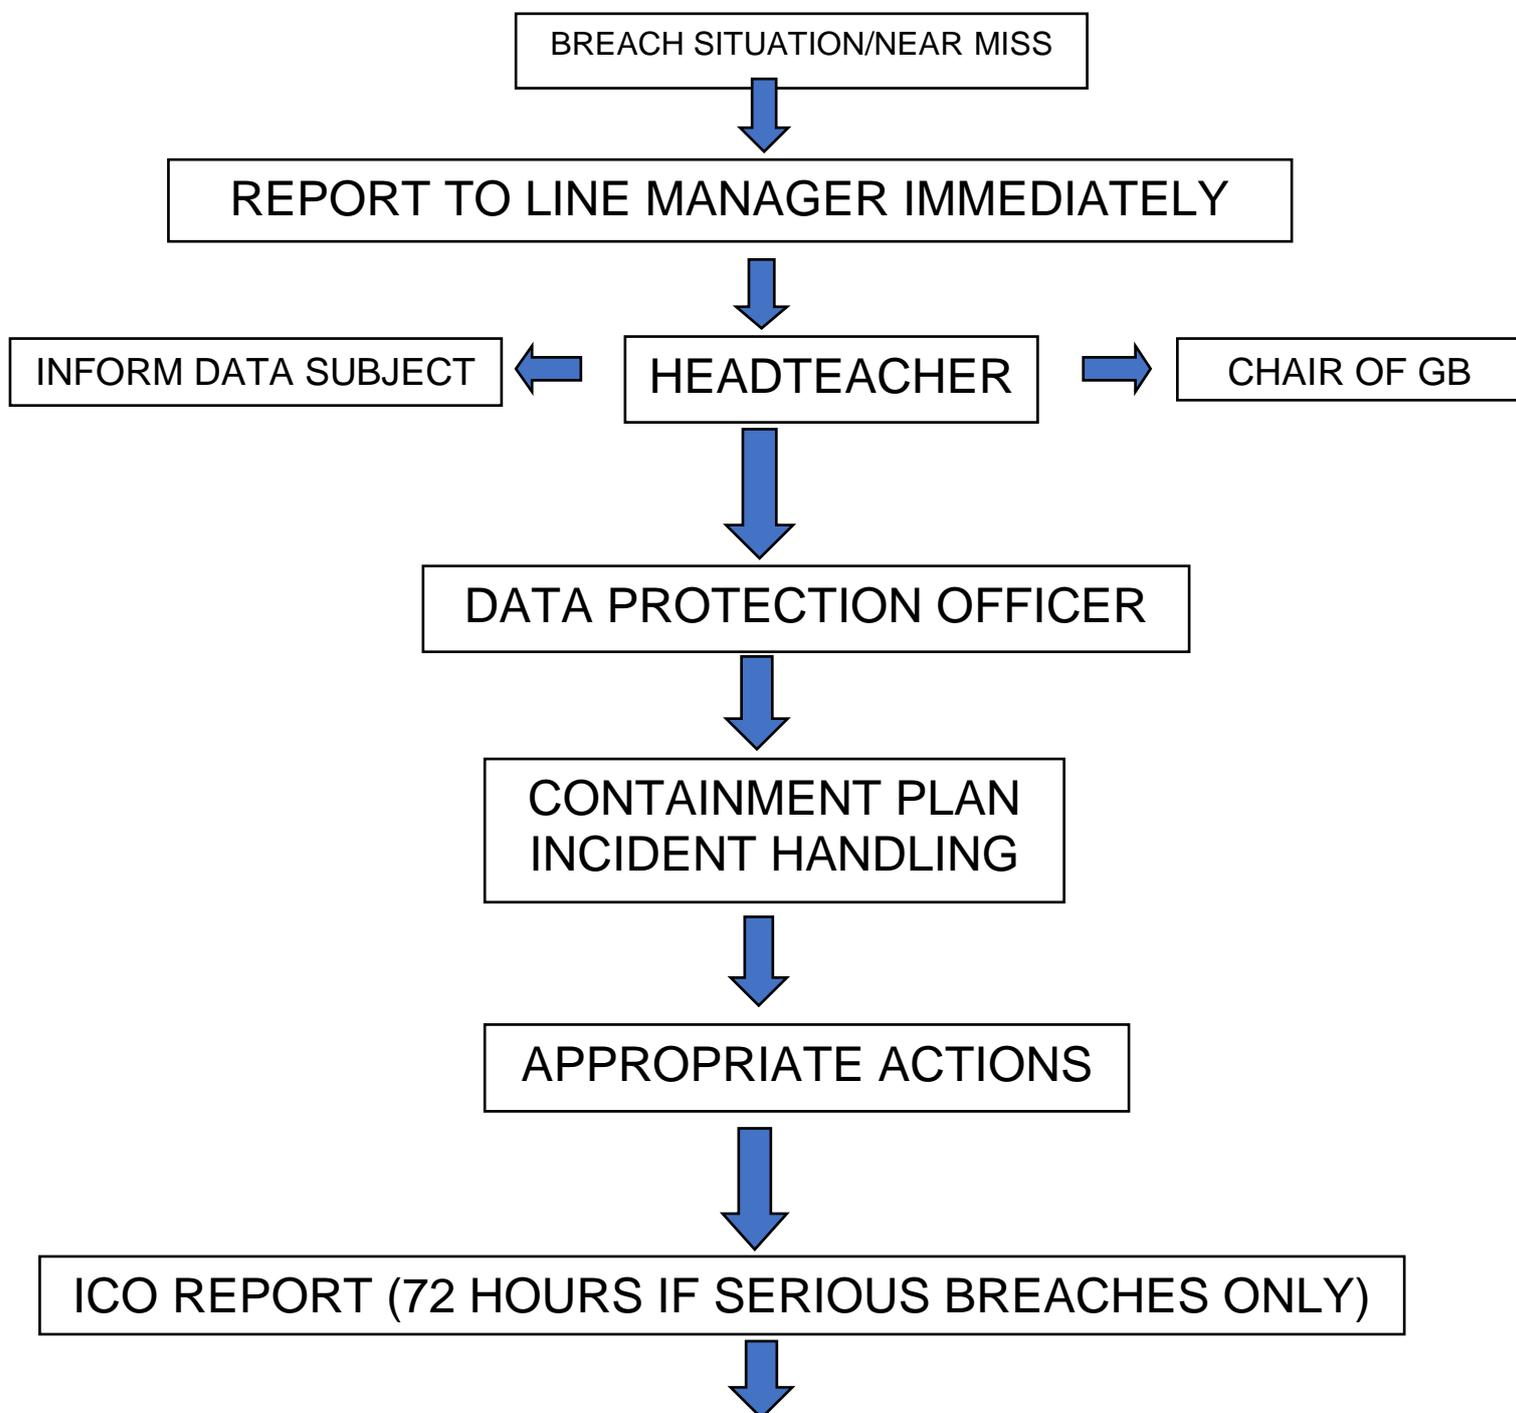 BREACH SITUATION/NEAR MISS
REPORT TO LINE MANAGER IMMEDIATELY
INFORM DATA SUBJECT
HEADTEACHER
CHAIR OF GB
DATA PROTECTION OFFICER
CONTAINMENT PLAN
INCIDENT HANDLING
APPROPRIATE ACTIONS
ICO REPORT (72 HOURS IF SERIOUS BREACHES ONLY)